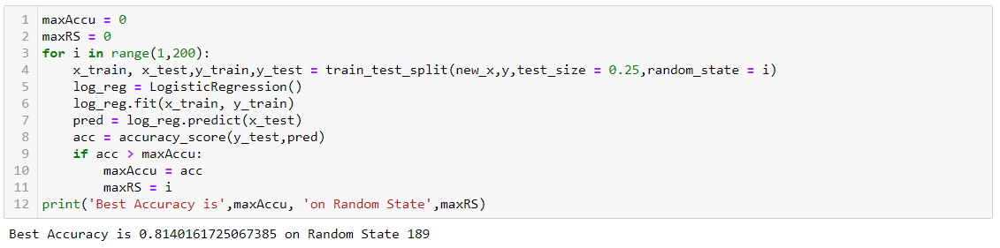 1 maxAccu = 0
2 maxRS = 0
3 for i in range(1,200):
4     x_train, x_test,y_train,y_test = train_test_split(new_x,y,test_size = 0.25,random_state = i)
5     log_reg = LogisticRegression()
6     log_reg.fit(x_train, y_train)
7     pred = log_reg.predict(x_test)
8     acc = accuracy_score(y_test,pred)
9     if acc > maxAccu:
10         maxAccu = acc
11         maxRS = i
12 print('Best Accuracy is',maxAccu, 'on Random State',maxRS)
Best Accuracy is 0.8140161725067385 on Random State 189